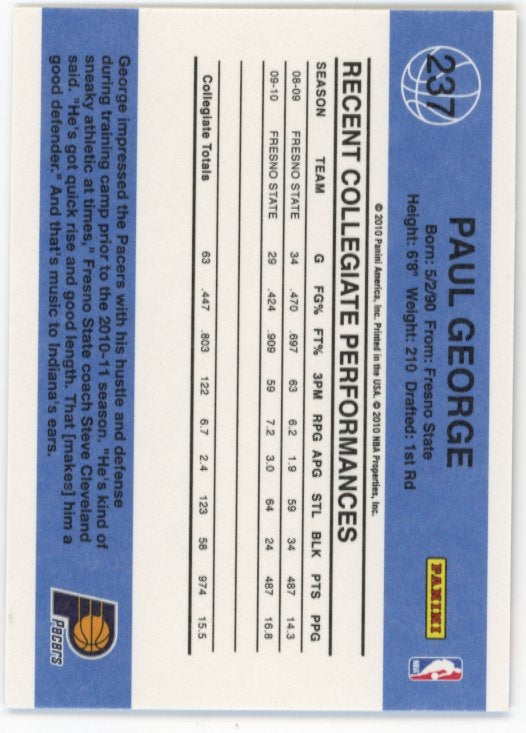 237
PAUL GEORGE
Born: 5/2/90 From: Fresno State
Height: 6'8" Weight: 210 Drafted: 1st Rd
PANINI
NBA
© 2010 Panini America, Inc. Printed in the USA. © 2010 NBA Properties, Inc.
RECENT COLLEGIATE PERFORMANCES
SEASON TEAM G FG% FT% 3PM RPG APG STL BLK PTS PPG
08-09 FRESNO STATE 34 .470 .697 63 6.2 1.9 59 34 487 14.3
09-10 FRESNO STATE 29 .424 .909 59 7.2 3.0 64 24 487 16.8
Collegiate Totals 63 .447 .803 122 6.7 2.4 123 58 974 15.5
George impressed the Pacers with his hustle and defense
during training camp prior to the 2010-11 season. "He's kind of
sneaky athletic at times," Fresno State coach Steve Cleveland
said. "He's got quick rise and good length. That [makes] him a
good defender." And that's music to Indiana's ears.
Pacers